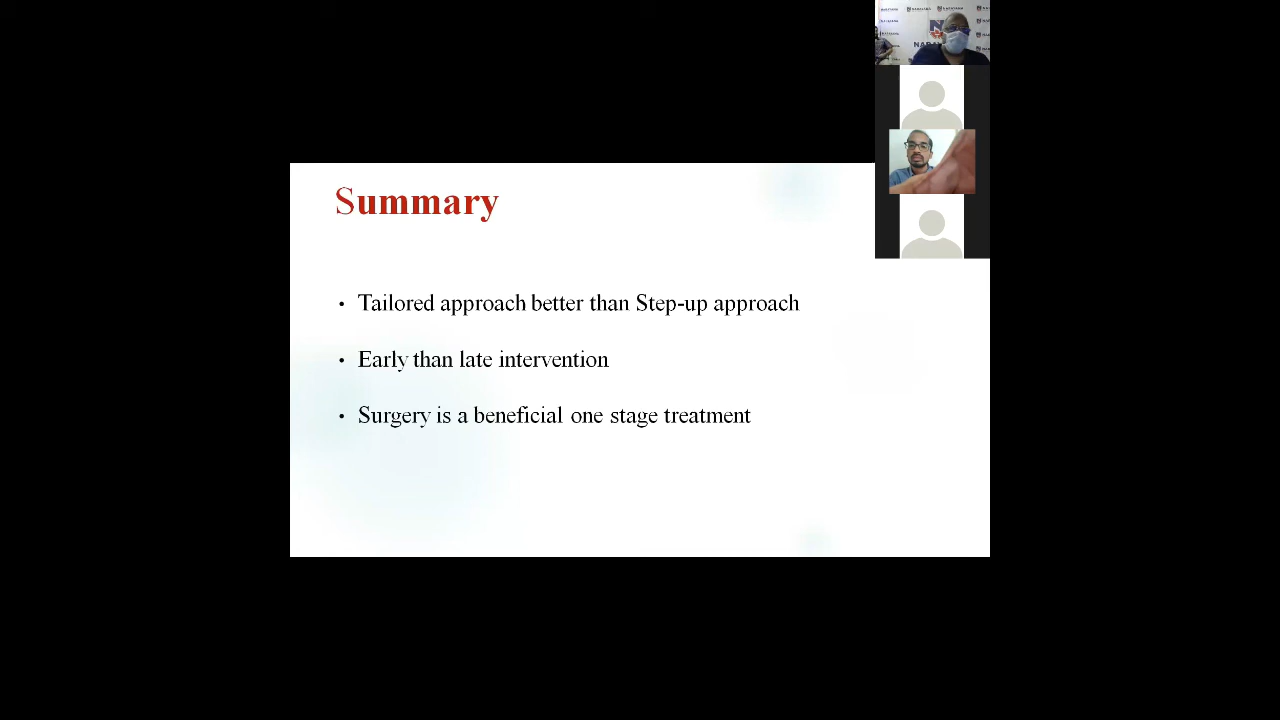 Summary
• Tailored approach better than Step-up approach
• Early than late intervention
• Surgery is a beneficial one stage treatment